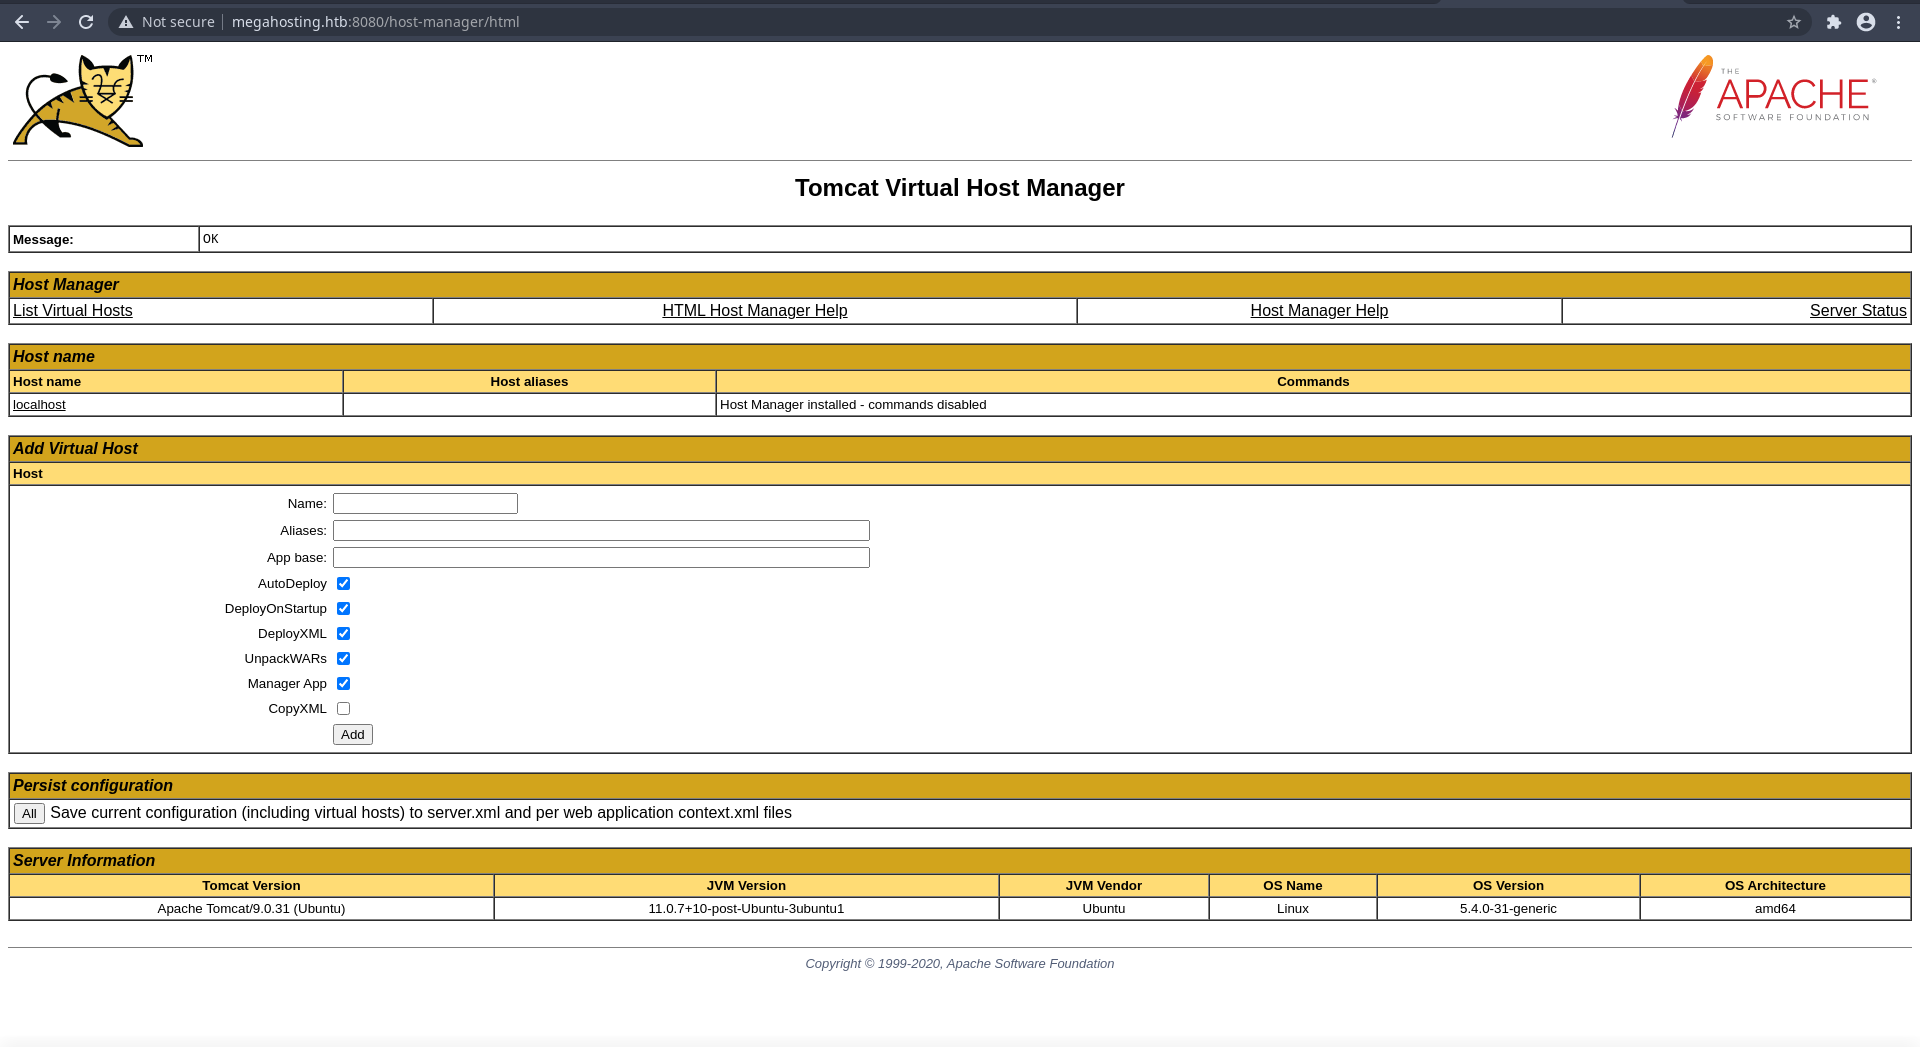 Not secure megahosting.htb:8080/host-manager/html
TM
THE
APACHE®
SOFTWARE FOUNDATION
Tomcat Virtual Host Manager
Message: OK
Host Manager
List Virtual Hosts HTML Host Manager Help Host Manager Help Server Status
Host name
Host name Host aliases Commands
localhost Host Manager installed - commands disabled
Add Virtual Host
Host
Name:
Aliases:
App base:
AutoDeploy
DeployOnStartup
DeployXML
UnpackWARs
Manager App
CopyXML
Add
Persist configuration
All Save current configuration (including virtual hosts) to server.xml and per web application context.xml files
Server Information
Tomcat Version JVM Version JVM Vendor OS Name OS Version OS Architecture
Apache Tomcat/9.0.31 (Ubuntu) 11.0.7+10-post-Ubuntu-3ubuntu1 Ubuntu Linux 5.4.0-31-generic amd64
Copyright © 1999-2020, Apache Software Foundation